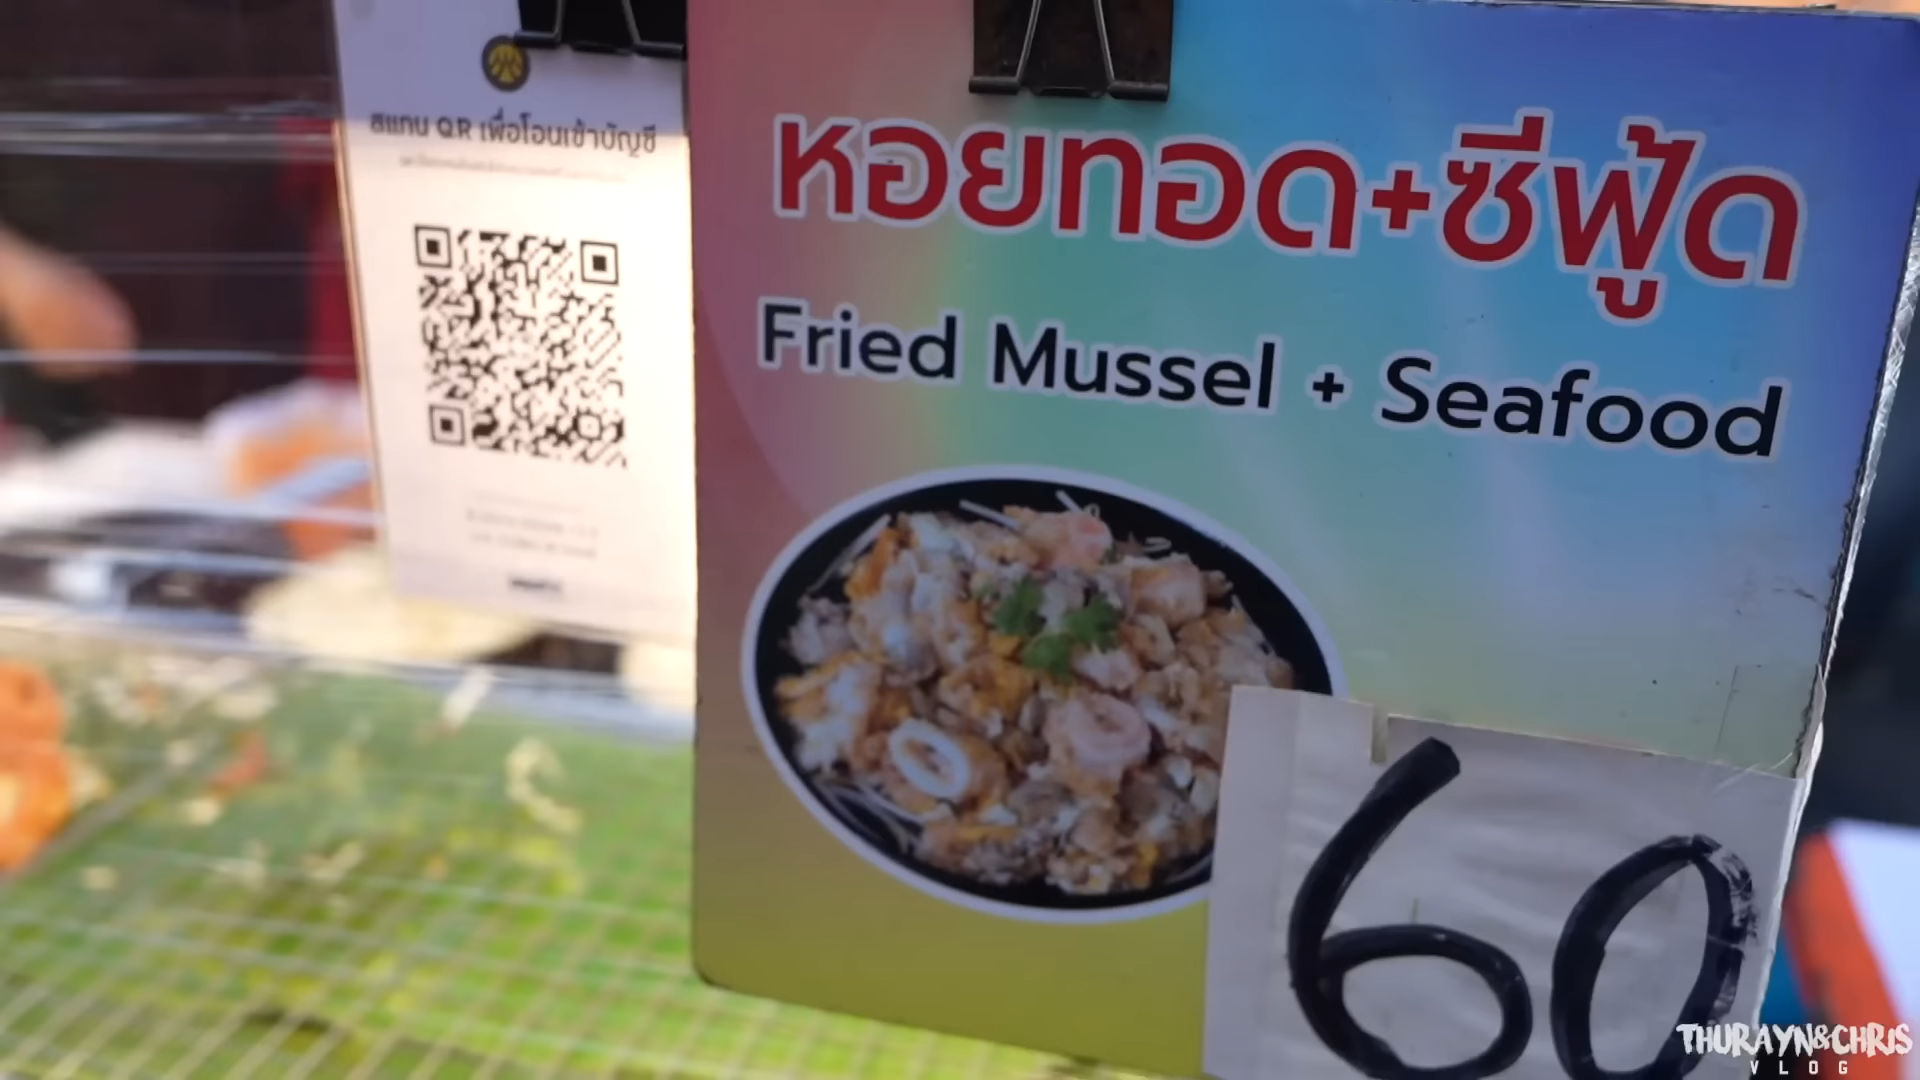 สแกน QR เพื่อโอนเข้าบัญชี
หอยทอด+ซีฟู้ด
Fried Mussel + Seafood
60
THURAYN&CHRIS
VLOG